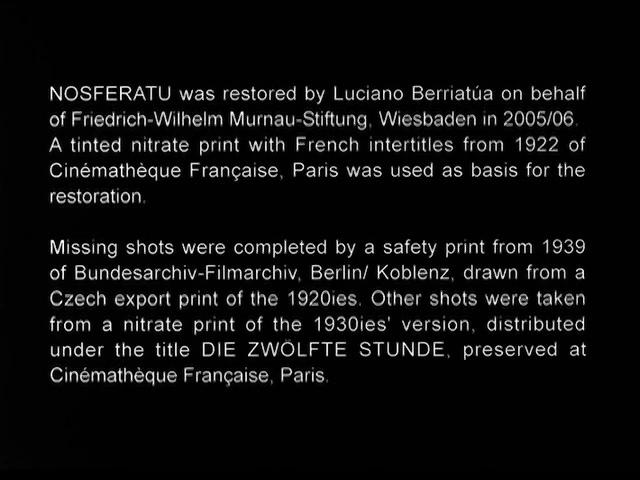 NOSFERATU was restored by Luciano Berriatúa on behalf
of Friedrich-Wilhelm Murnau-Stiftung, Wiesbaden in 2005/06.
A tinted nitrate print with French intertitles from 1922 of
Cinémathèque Française, Paris was used as basis for the
restoration.
Missing shots were completed by a safety print from 1939
of Bundesarchiv-Filmarchiv, Berlin/ Koblenz, drawn from a
Czech export print of the 1920ies. Other shots were taken
from a nitrate print of the 1930ies' version, distributed
under the title DIE ZWÖLFTE STUNDE, preserved at
Cinémathèque Française, Paris.